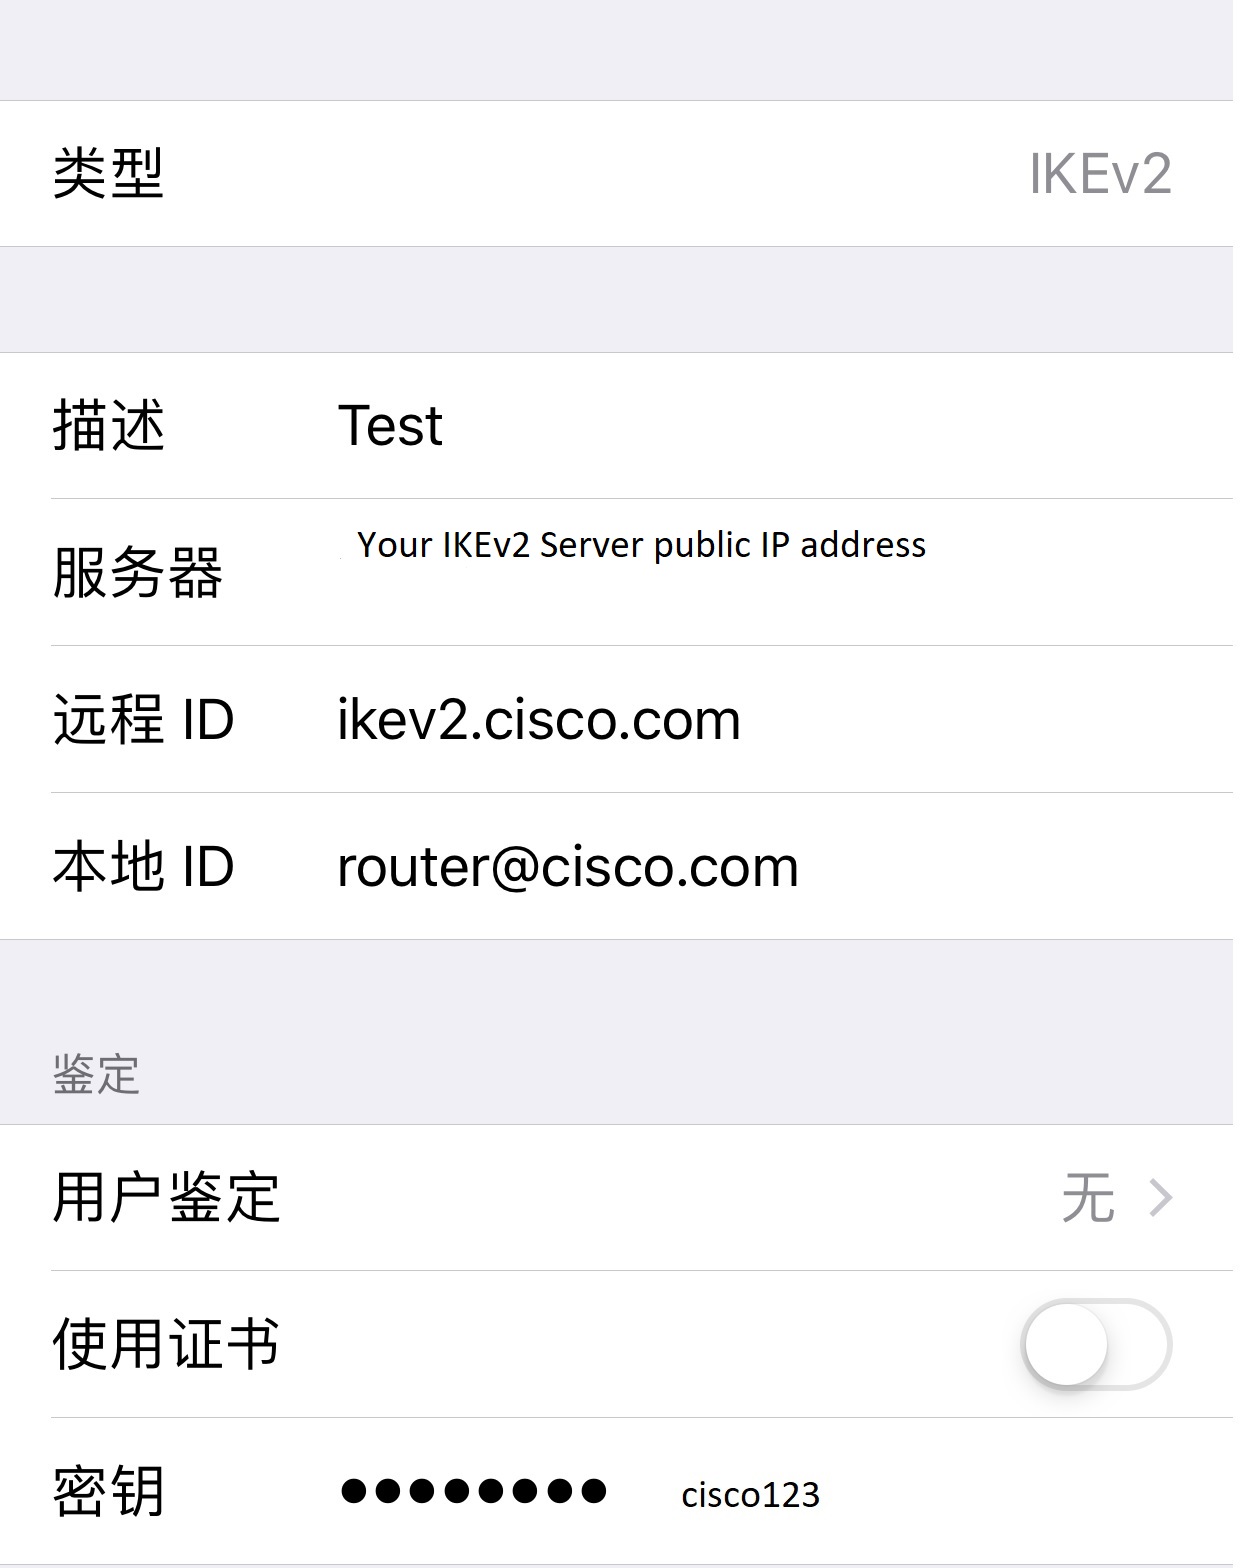 类型 IKEv2
描述 Test
服务器 Your IKEv2 Server public IP address
远程 ID ikev2.cisco.com
本地 ID router@cisco.com
鉴定
用户鉴定 无
使用证书
密钥 ●●●●●●●● cisco123